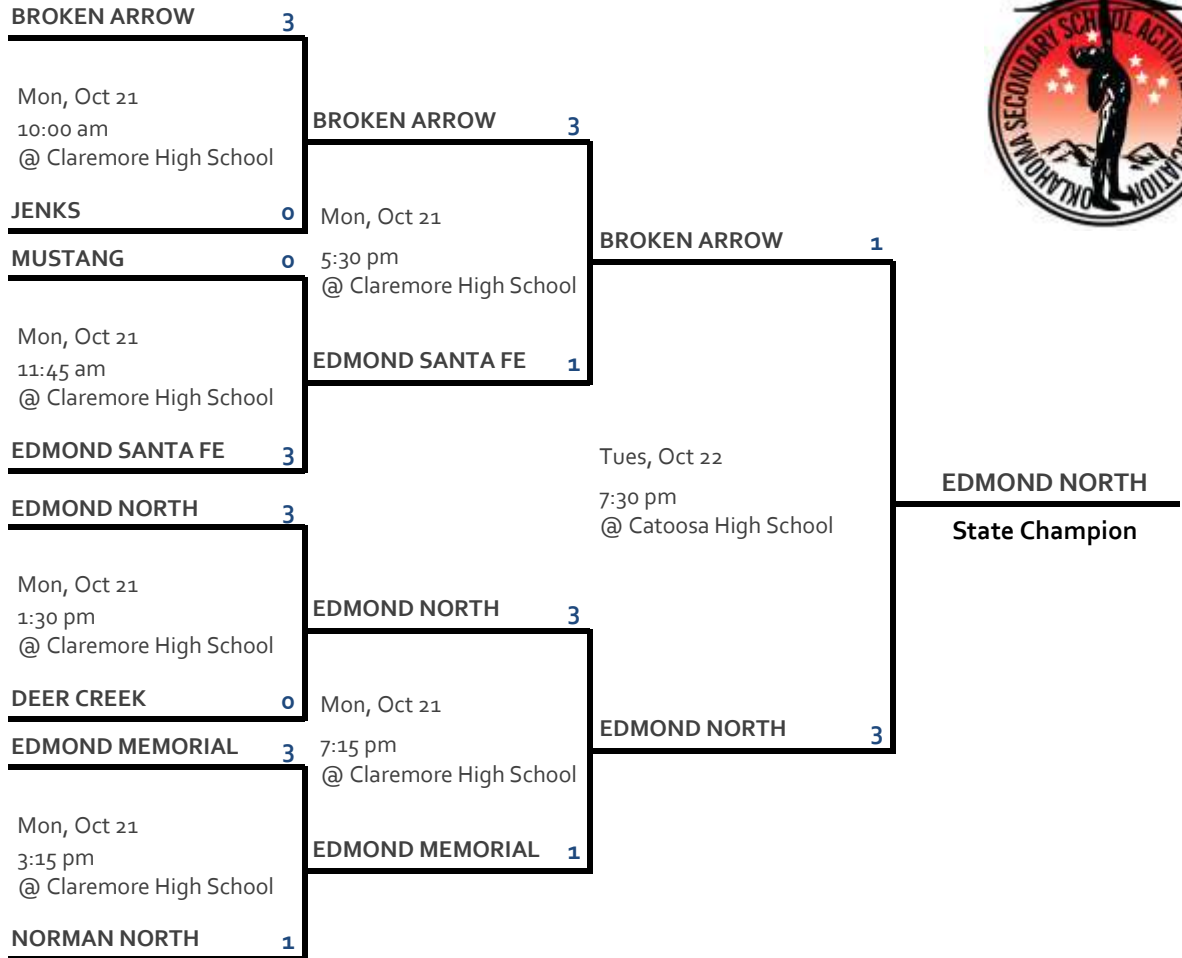 BROKEN ARROW 3
Mon, Oct 21
10:00 am
@ Claremore High School
JENKS 0
MUSTANG 0
Mon, Oct 21
11:45 am
@ Claremore High School
EDMOND SANTA FE 3
EDMOND NORTH 3
Mon, Oct 21
1:30 pm
@ Claremore High School
DEER CREEK 0
EDMOND MEMORIAL 3
Mon, Oct 21
3:15 pm
@ Claremore High School
NORMAN NORTH 1
BROKEN ARROW 3
Mon, Oct 21
5:30 pm
@ Claremore High School
EDMOND SANTA FE 1
EDMOND NORTH 3
Mon, Oct 21
7:15 pm
@ Claremore High School
EDMOND MEMORIAL 1
BROKEN ARROW 1
Tues, Oct 22
7:30 pm
@ Catoosa High School
EDMOND NORTH 3
EDMOND NORTH
State Champion
OKLAHOMA SECONDARY